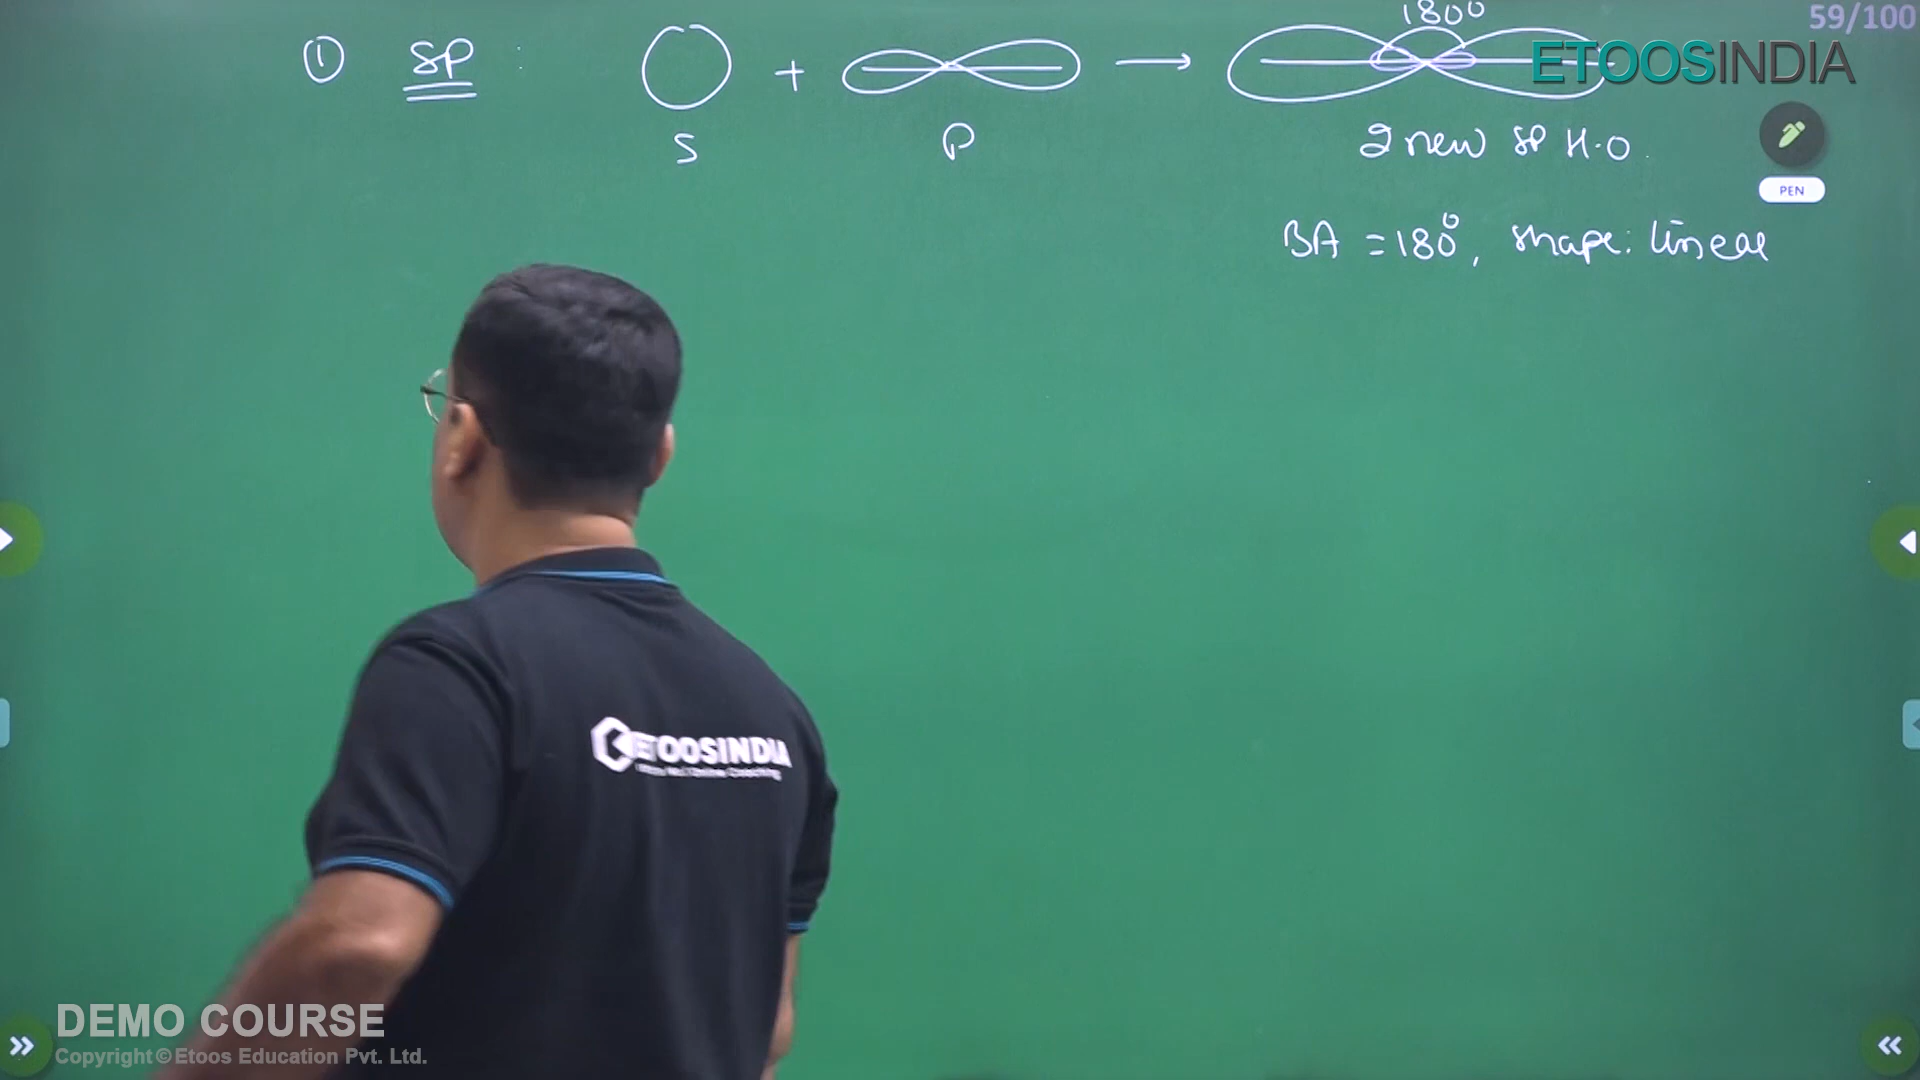 59/100
180°
① SP : + →
ETOOSINDIA
S P 2 new SP H.O.
PEN
BA = 180°, shape: linear
ETOOSINDIA
DEMO COURSE
Copyright © Etoos Education Pvt. Ltd.